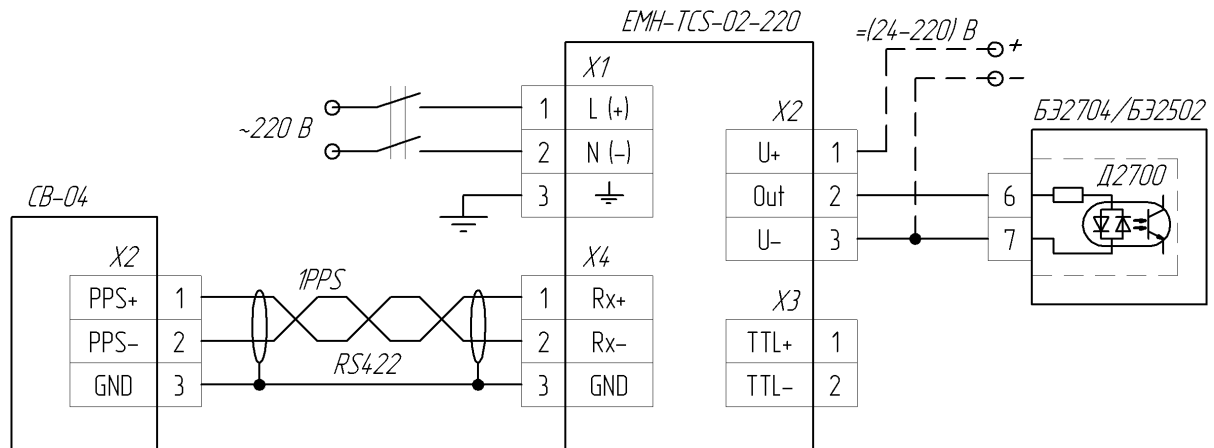 EMH-TCS-02-220
=(24-220) В
+
-
X1
1 L (+)
2 N (-)
3
~220 В
X2
U+ 1
Out 2
U- 3
БЭ2704/БЭ2502
Д2700
6
7
СВ-04
X2
PPS+ 1
PPS- 2
GND 3
1PPS
RS422
X4
1 Rx+
2 Rx-
3 GND
X3
TTL+ 1
TTL- 2